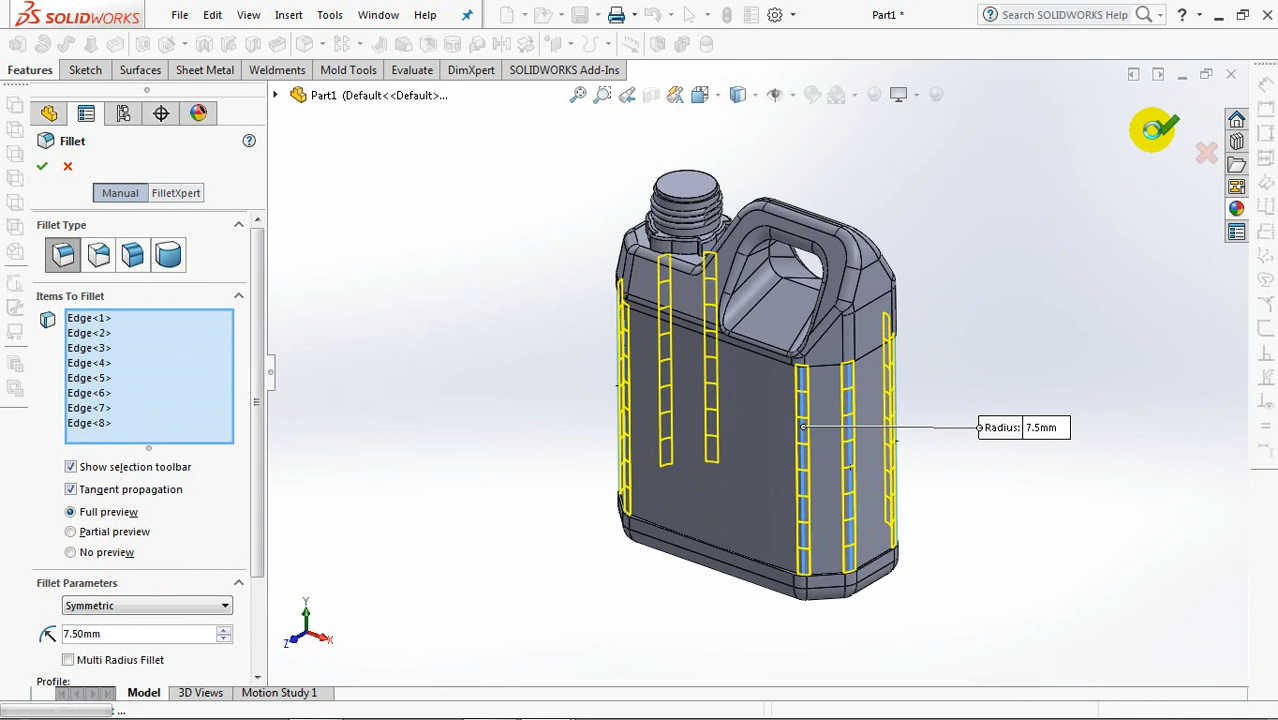 SOLIDWORKS
File Edit View Insert Tools Window Help
Part1 *
Search SOLIDWORKS Help
?
Features Sketch Surfaces Sheet Metal Weldments Mold Tools Evaluate DimXpert SOLIDWORKS Add-Ins
Part1 (Default<<Default>...
Fillet
?
Manual FilletXpert
Fillet Type
Items To Fillet
Edge<1>
Edge<2>
Edge<3>
Edge<4>
Edge<5>
Edge<6>
Edge<7>
Edge<8>
Show selection toolbar
Tangent propagation
Full preview
Partial preview
No preview
Fillet Parameters
Symmetric
7.50mm
Multi Radius Fillet
Profile:
Radius: 7.5mm
Y
X
Z
Model 3D Views Motion Study 1
...